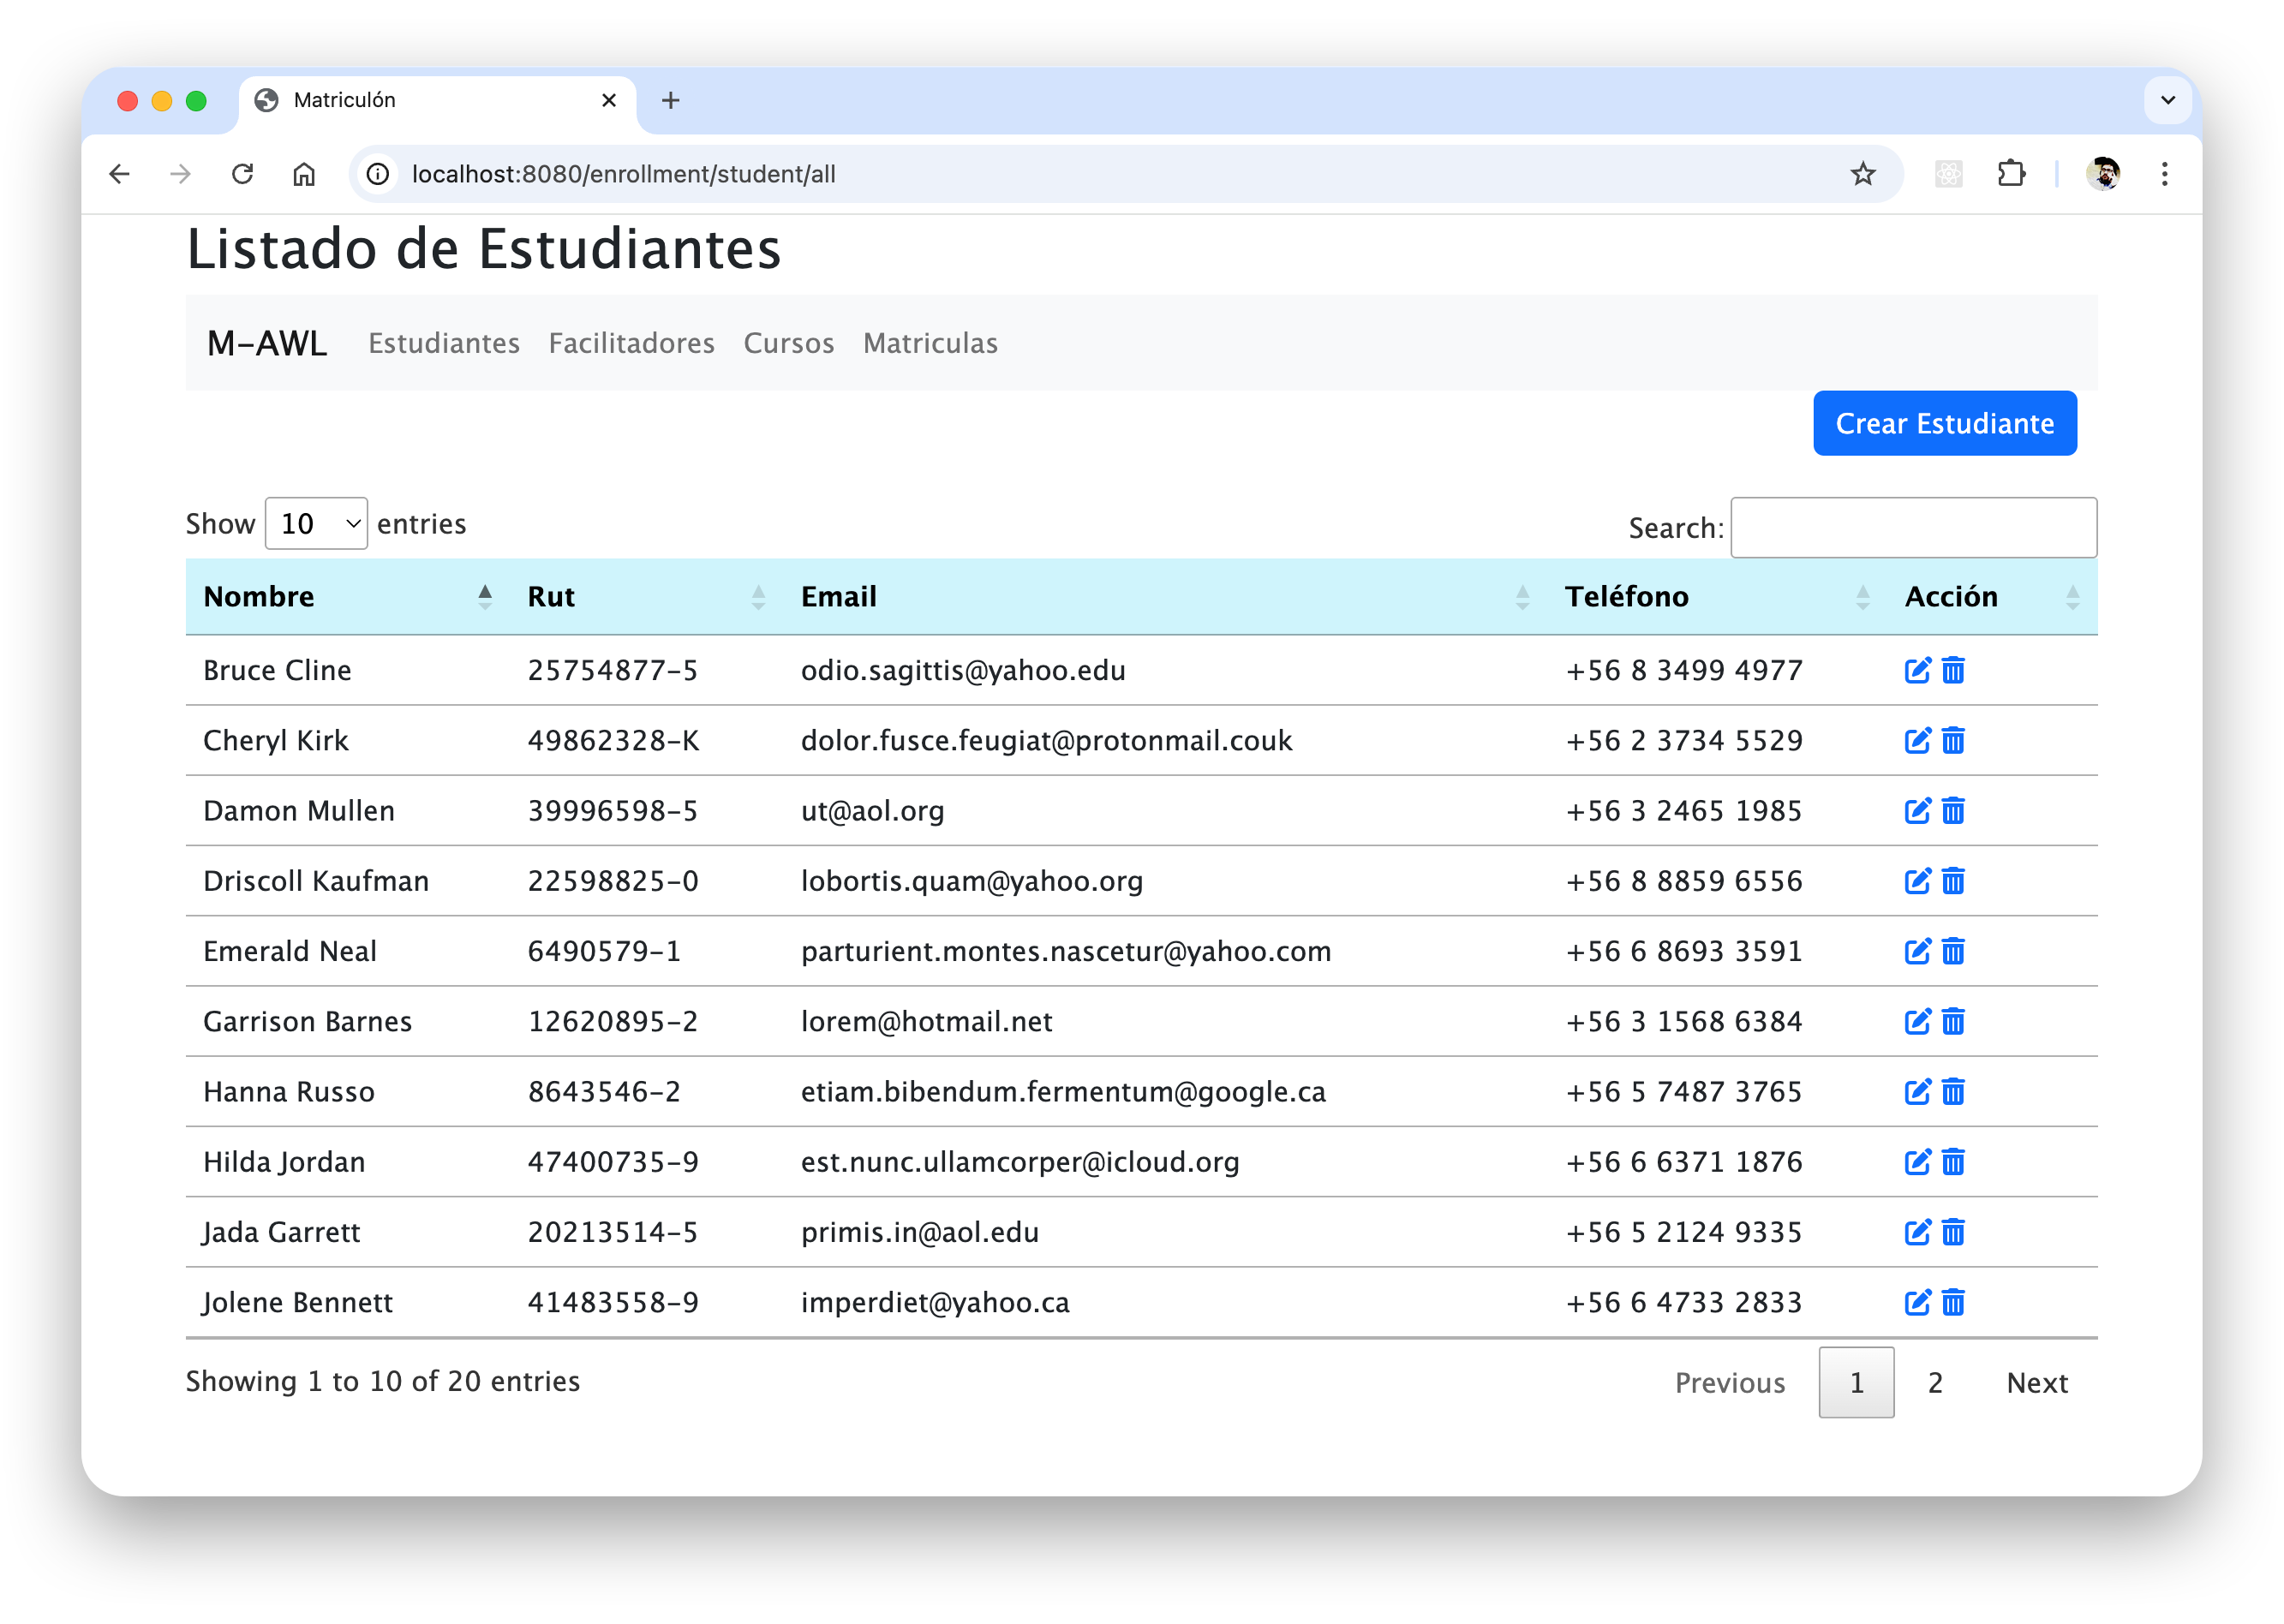 Matriculón
localhost:8080/enrollment/student/all
Listado de Estudiantes
M-AWL Estudiantes Facilitadores Cursos Matriculas
Crear Estudiante
Show 10 entries Search:
Nombre Rut Email Teléfono Acción
Bruce Cline 25754877-5 odio.sagittis@yahoo.edu +56 8 3499 4977
Cheryl Kirk 49862328-K dolor.fusce.feugiat@protonmail.couk +56 2 3734 5529
Damon Mullen 39996598-5 ut@aol.org +56 3 2465 1985
Driscoll Kaufman 22598825-0 lobortis.quam@yahoo.org +56 8 8859 6556
Emerald Neal 6490579-1 parturient.montes.nascetur@yahoo.com +56 6 8693 3591
Garrison Barnes 12620895-2 lorem@hotmail.net +56 3 1568 6384
Hanna Russo 8643546-2 etiam.bibendum.fermentum@google.ca +56 5 7487 3765
Hilda Jordan 47400735-9 est.nunc.ullamcorper@icloud.org +56 6 6371 1876
Jada Garrett 20213514-5 primis.in@aol.edu +56 5 2124 9335
Jolene Bennett 41483558-9 imperdiet@yahoo.ca +56 6 4733 2833
Showing 1 to 10 of 20 entries Previous 1 2 Next